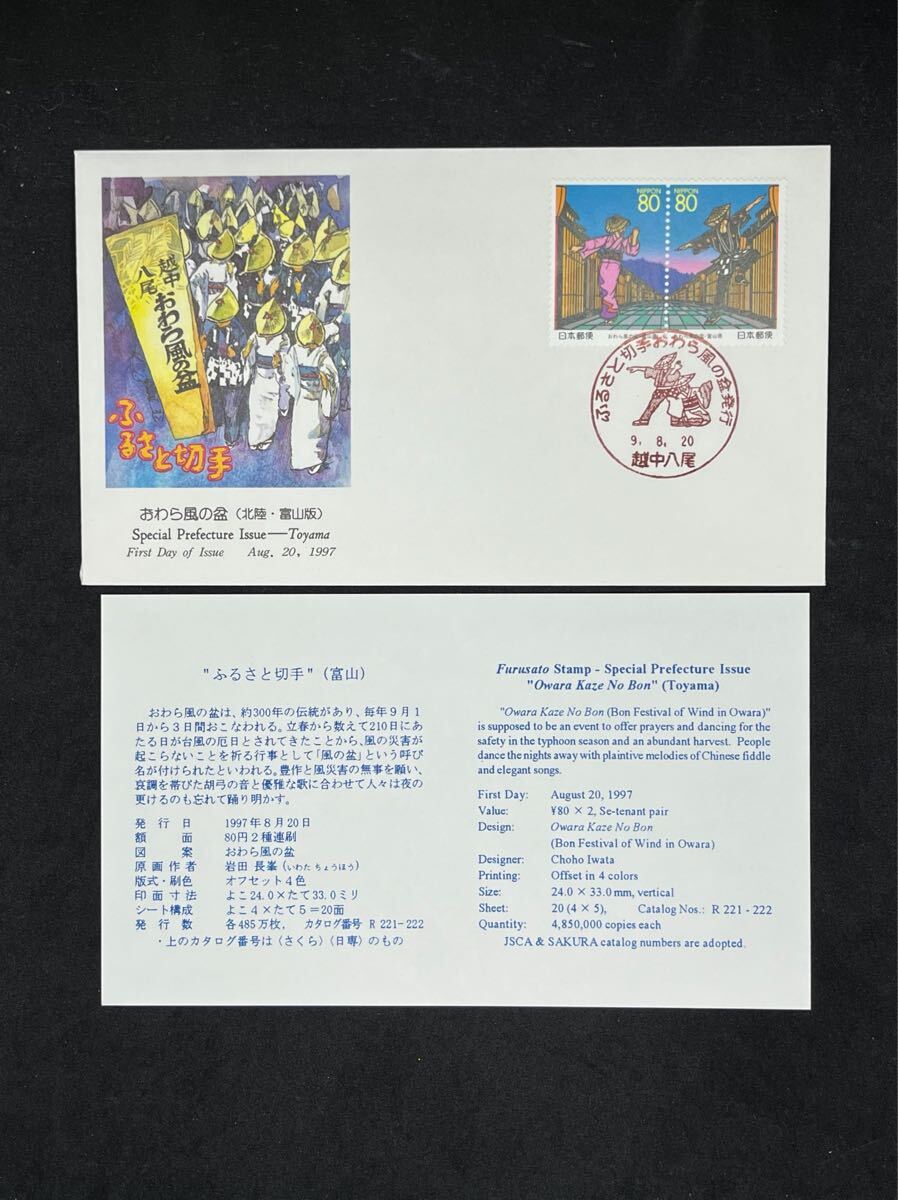 越中
八尾
おわら風の盆
ふるさと切手
おわら風の盆（北陸・富山版）
Special Prefecture Issue—Toyama
First Day of Issue Aug. 20, 1997
NIPPON
80
NIPPON
80
日本郵便
日本郵便
ふるさと切手おわら風の盆発行
9. 8. 20
越中八尾
"ふるさと切手"（富山）
おわら風の盆は、約300年の伝統があり、毎年９月１
日から３日間おこなわれる。立春から数えて210日にあ
たる日が台風の厄日とされてきたことから、風の災害が
起こらないことを祈る行事として「風の盆」という呼び
名が付けられたといわれる。豊作と風災害の無事を願い、
哀調を帯びた胡弓の音と優雅な歌に合わせて人々は夜の
更けるのも忘れて踊り明かす。
発行日 1997年８月20日
額面 80円２種連刷
図案 おわら風の盆
原画作者 岩田 長峯（いわた ちょうほう）
版式・刷色 オフセット４色
印面寸法 よこ24.0×たて33.0ミリ
シート構成 よこ４×たて５＝20面
発行数 各485万枚， カタログ番号 R 221-222
・上のカタログ番号は〈さくら〉〈日専〉のもの
Furusato Stamp - Special Prefecture Issue
"Owara Kaze No Bon" (Toyama)
"Owara Kaze No Bon (Bon Festival of Wind in Owara)"
is supposed to be an event to offer prayers and dancing for the
safety in the typhoon season and an abundant harvest. People
dance the nights away with plaintive melodies of Chinese fiddle
and elegant songs.
First Day: August 20, 1997
Value: ¥80 × 2, Se-tenant pair
Design: Owara Kaze No Bon
(Bon Festival of Wind in Owara)
Designer: Choho Iwata
Printing: Offset in 4 colors
Size: 24.0 × 33.0 mm, vertical
Sheet: 20 (4 × 5), Catalog Nos.: R 221 - 222
Quantity: 4,850,000 copies each
JSCA & SAKURA catalog numbers are adopted.